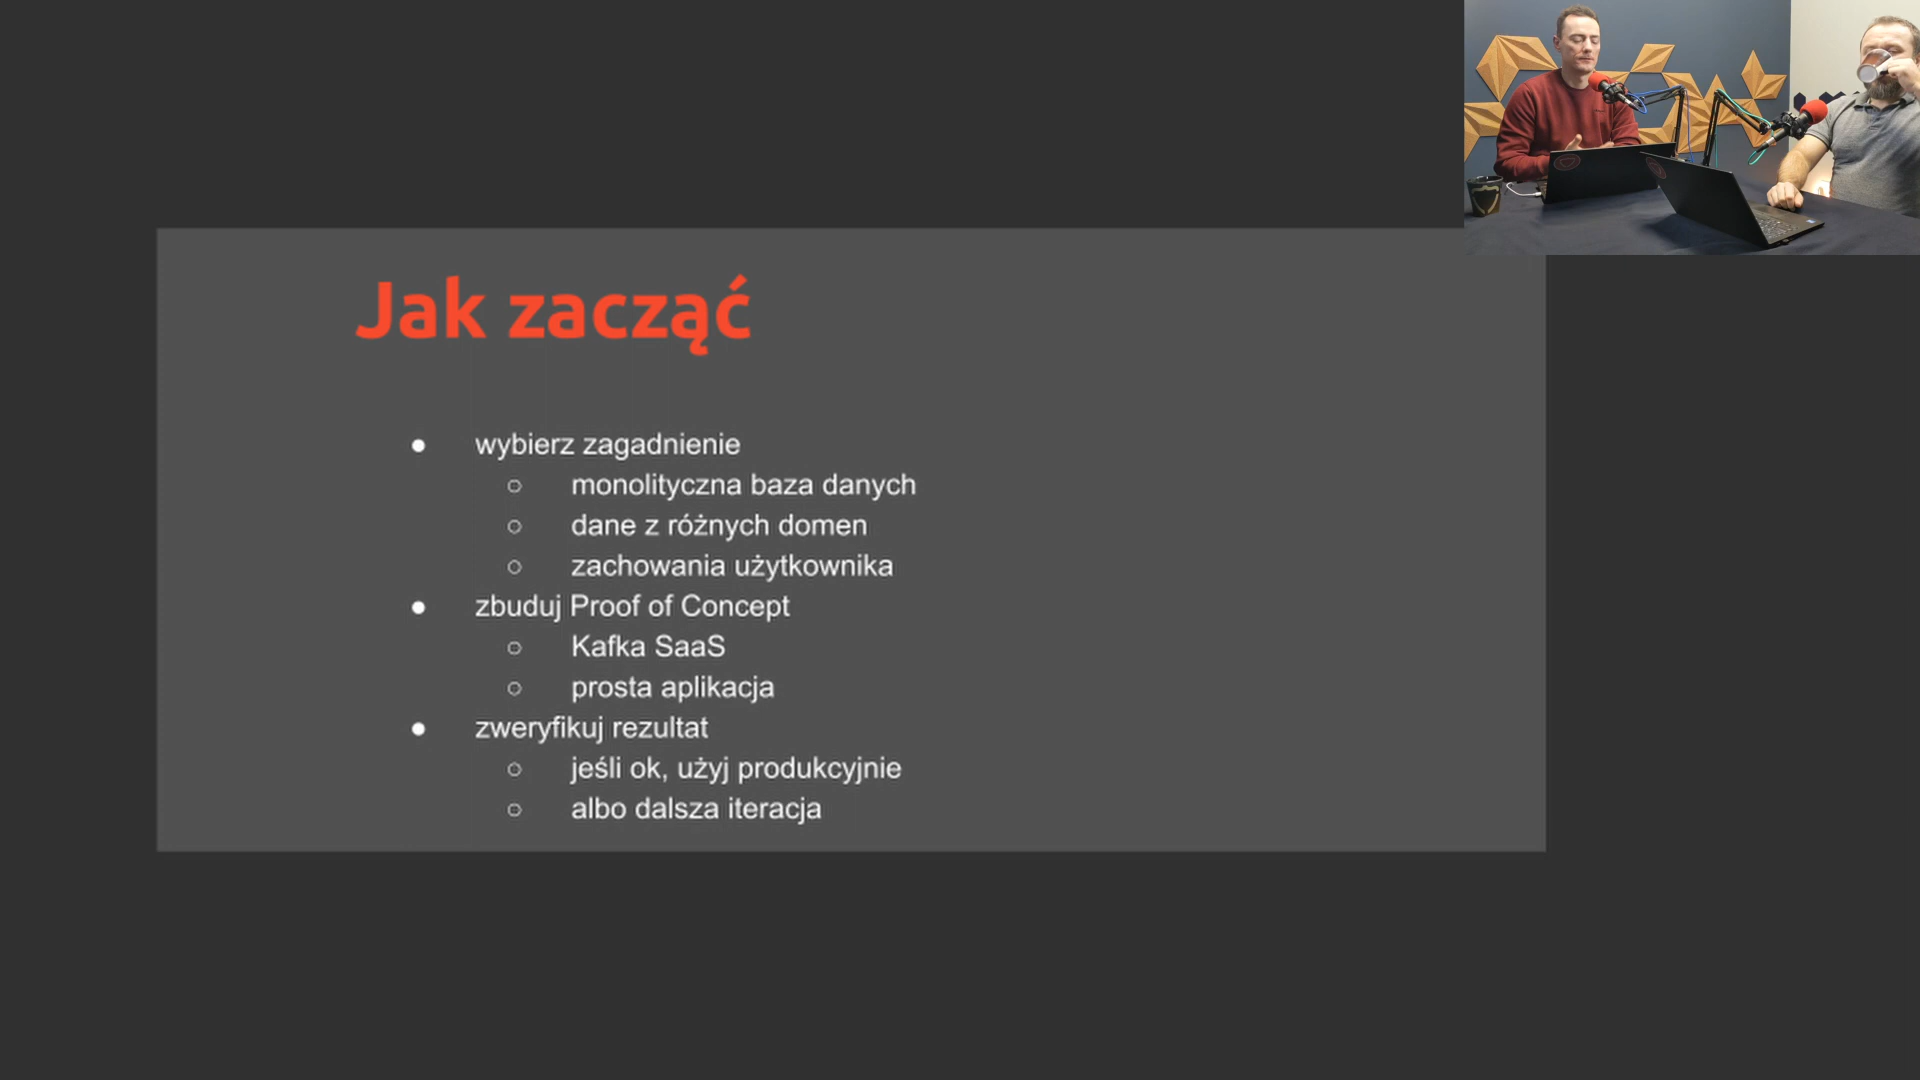 Jak zacząć
● wybierz zagadnienie
○ monolityczna baza danych
○ dane z różnych domen
○ zachowania użytkownika
● zbuduj Proof of Concept
○ Kafka SaaS
○ prosta aplikacja
● zweryfikuj rezultat
○ jeśli ok, użyj produkcyjnie
○ albo dalsza iteracja